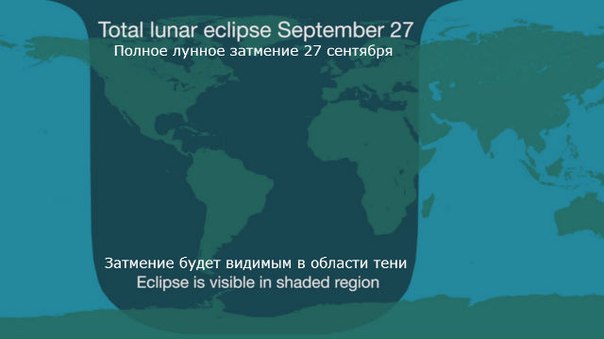 Total lunar eclipse September 27
Полное лунное затмение 27 сентября
Затмение будет видимым в области тени
Eclipse is visible in shaded region